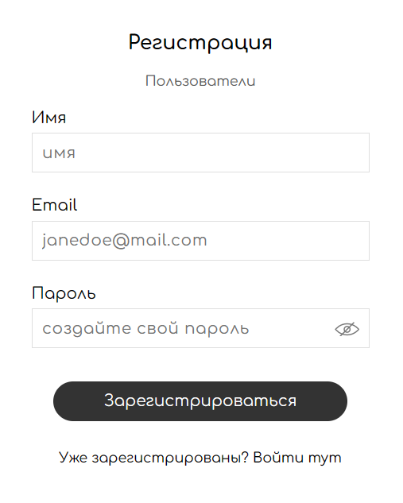 Регистрация
Пользователи
Имя
имя
Email
janedoe@mail.com
Пароль
создайте свой пароль
Зарегистрироваться
Уже зарегистрированы? Войти тут